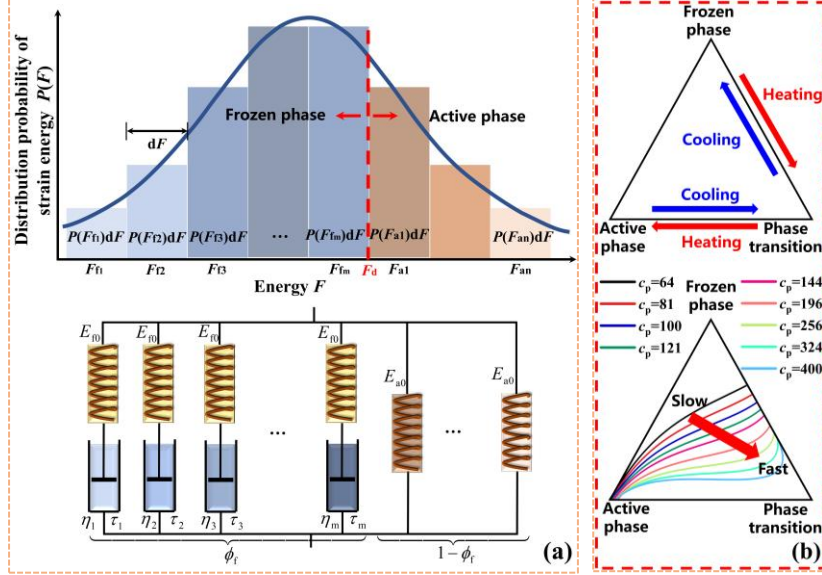 Distribution probability of
strain energy P(F)
Frozen phase
Active phase
dF
P(Ff1)dF P(Ff2)dF P(Ff3)dF ... P(Ffm)dF P(Fa1)dF P(Fan)dF
Ff1 Ff2 Ff3 Ffm Fd Fa1 Fan
Energy F
Ef0 Ef0 Ef0 Ef0
Ea0 Ea0
... ...
η1 τ1 η2 τ2 η3 τ3 ηm τm
ϕf 1 − ϕf
(a)
Frozen
phase
Heating
Cooling
Cooling
Active
phase
Phase
transition
Heating
cp=64
cp=81
cp=100
cp=121
Frozen
phase
cp=144
cp=196
cp=256
cp=324
cp=400
Slow
Fast
Active
phase
Phase
transition
(b)